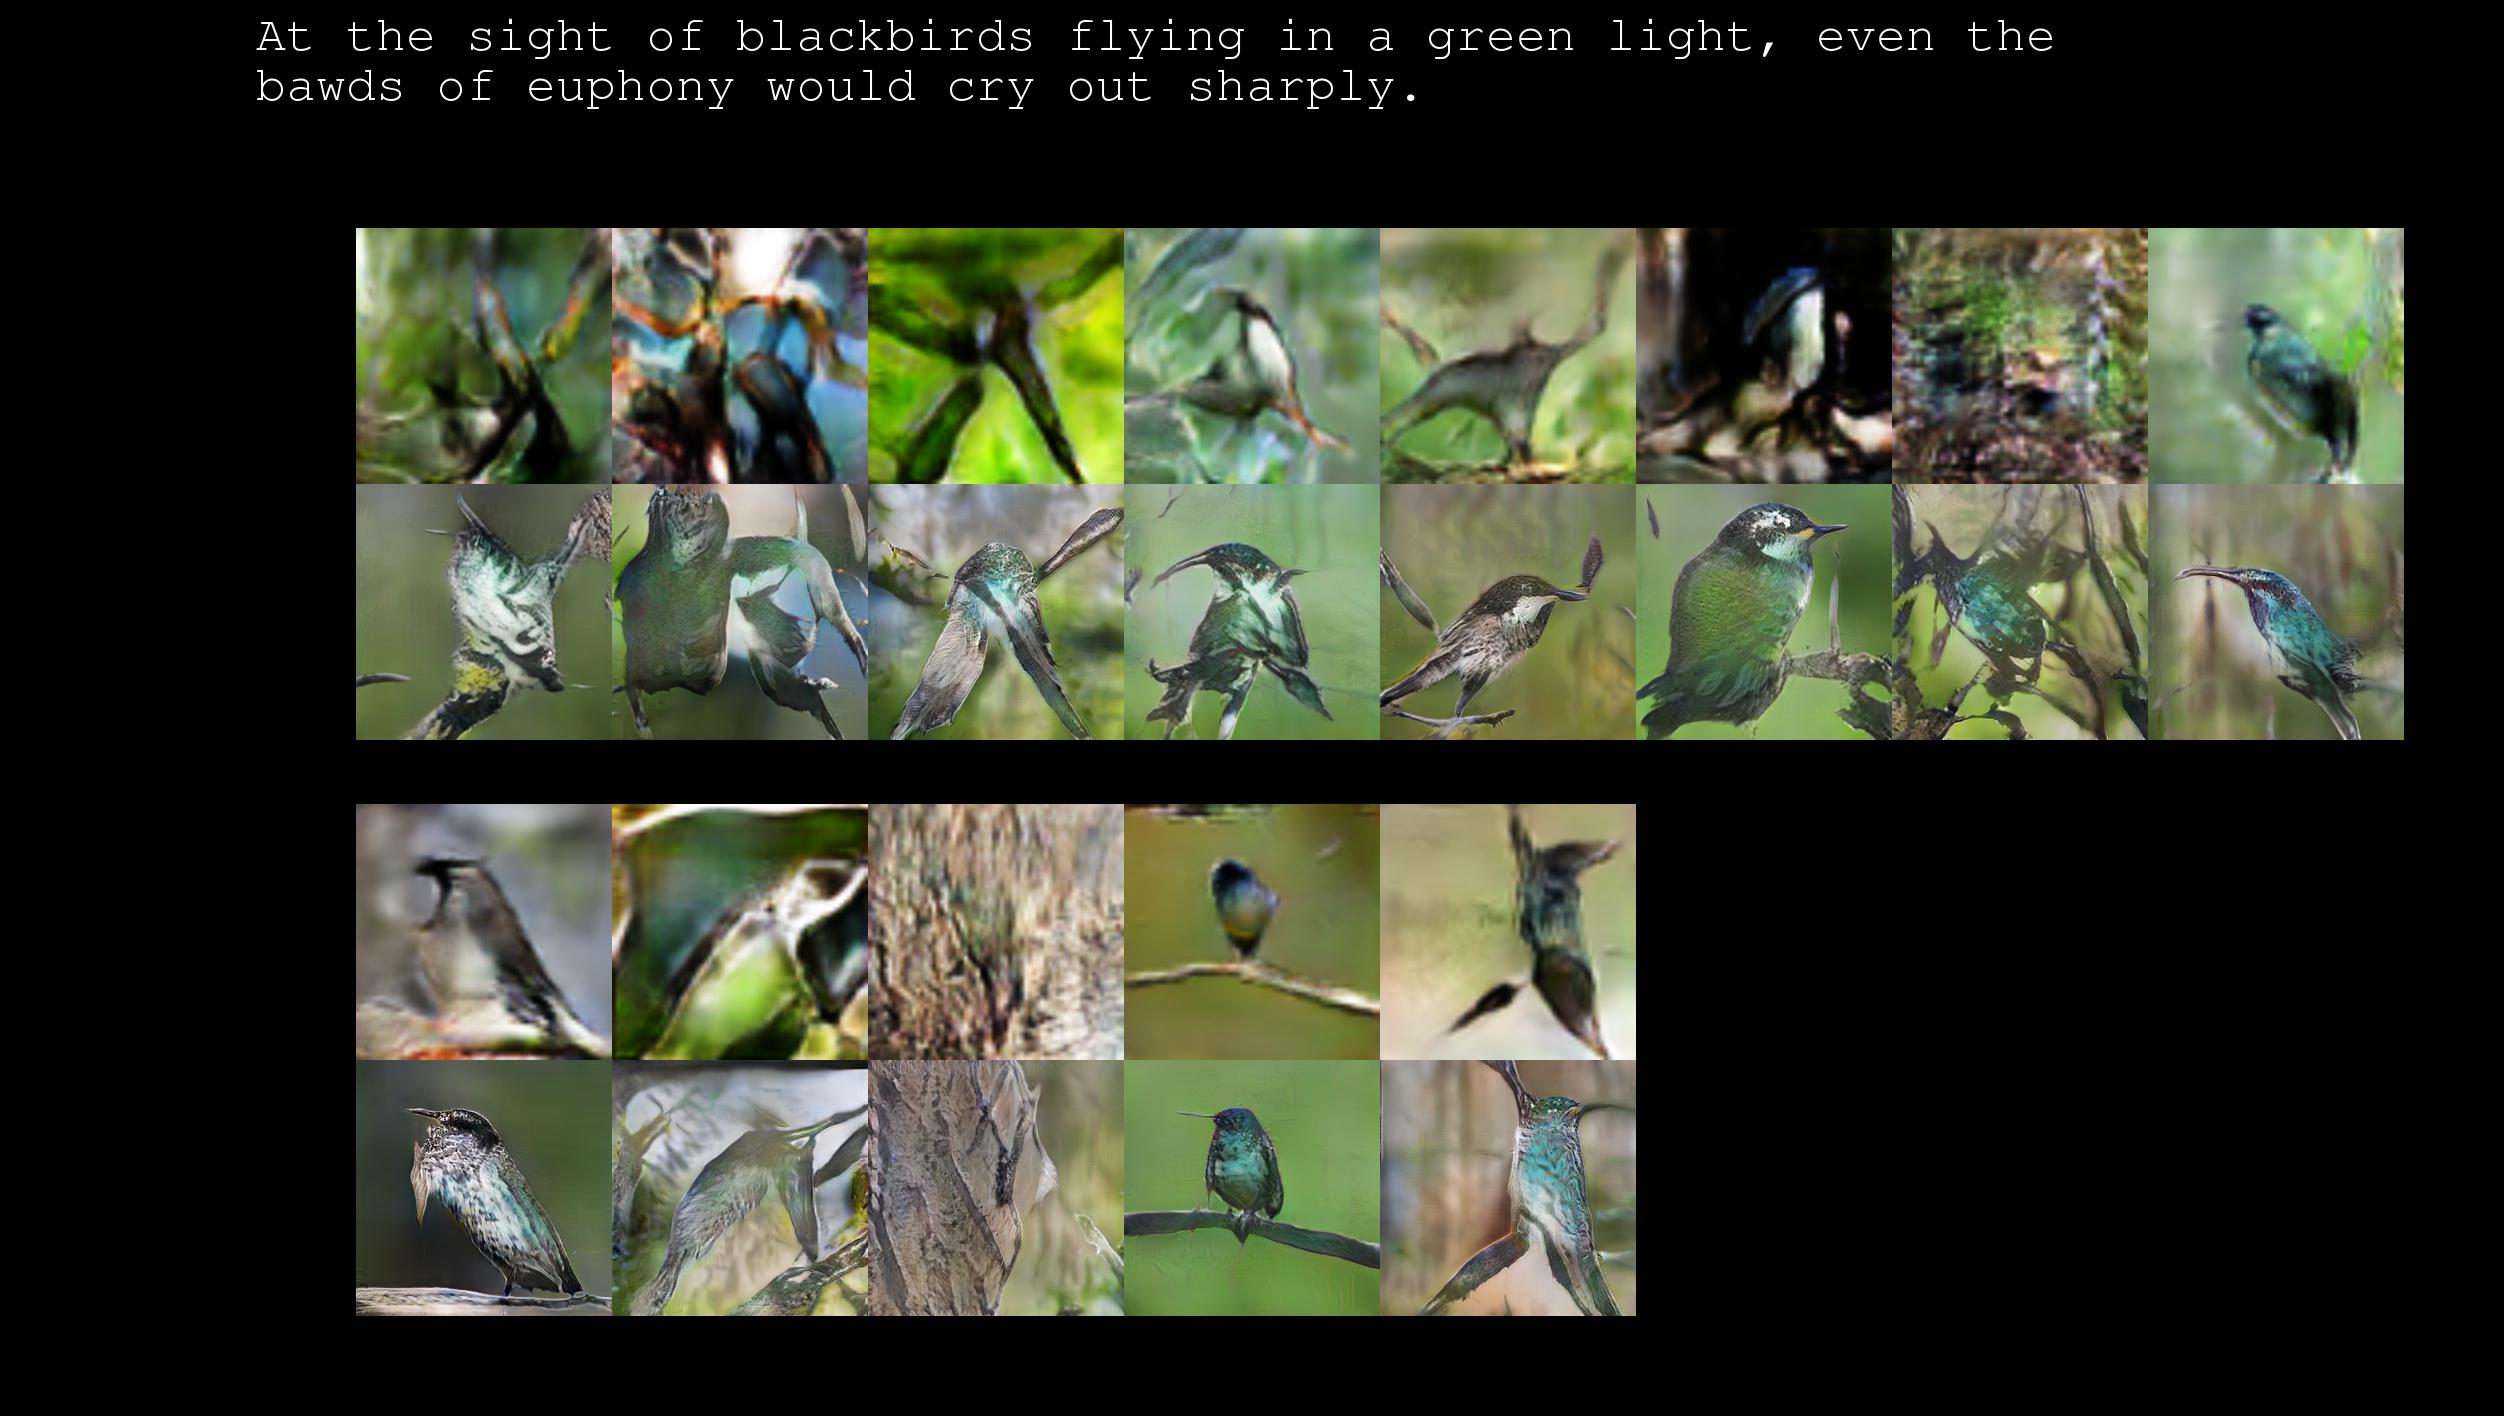 At the sight of blackbirds flying in a green light, even the
bawds of euphony would cry out sharply.